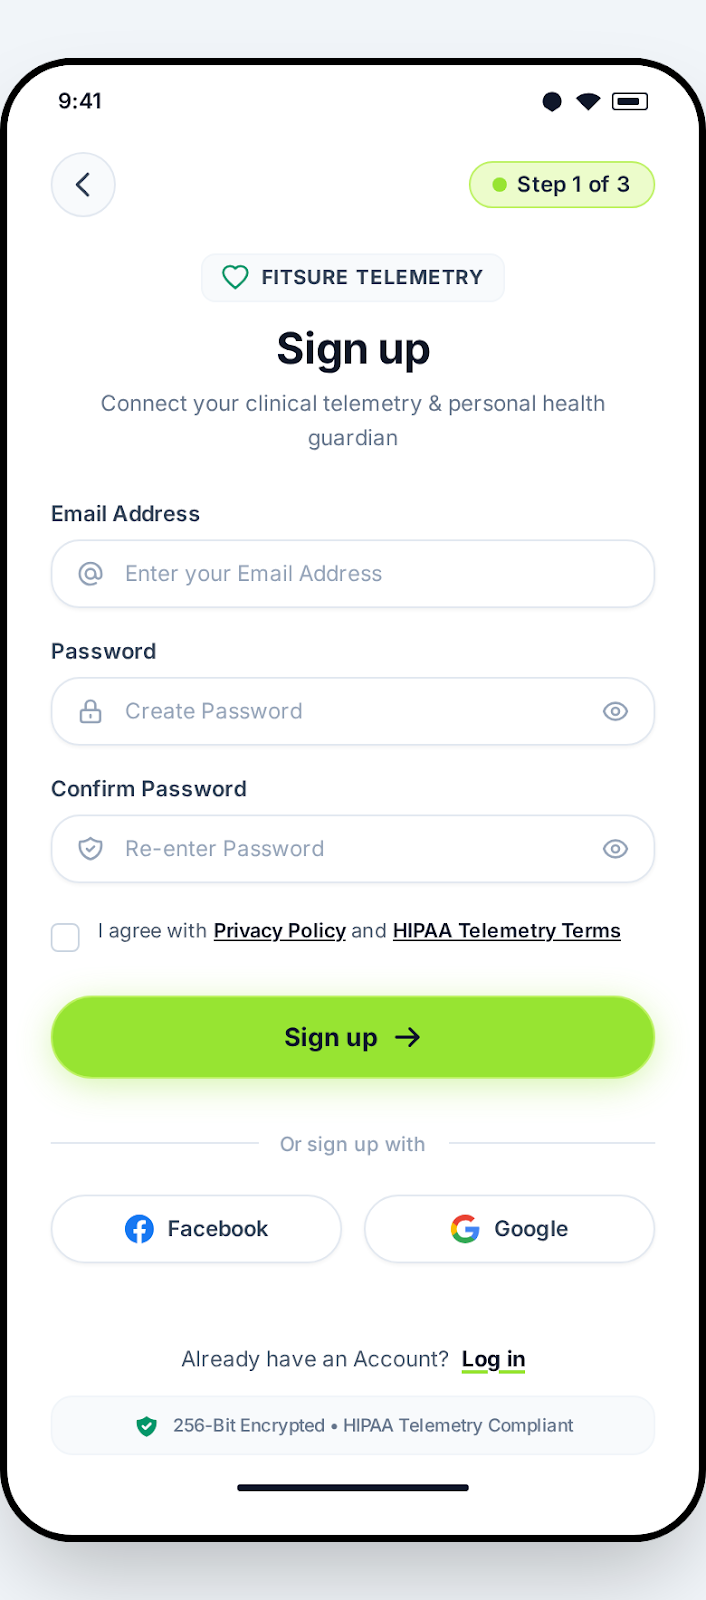 9:41
Step 1 of 3
FITSURE TELEMETRY
Sign up
Connect your clinical telemetry & personal health
guardian
Email Address
Enter your Email Address
Password
Create Password
Confirm Password
Re-enter Password
I agree with Privacy Policy and HIPAA Telemetry Terms
Sign up →
Or sign up with
Facebook
Google
Already have an Account? Log in
256-Bit Encrypted • HIPAA Telemetry Compliant